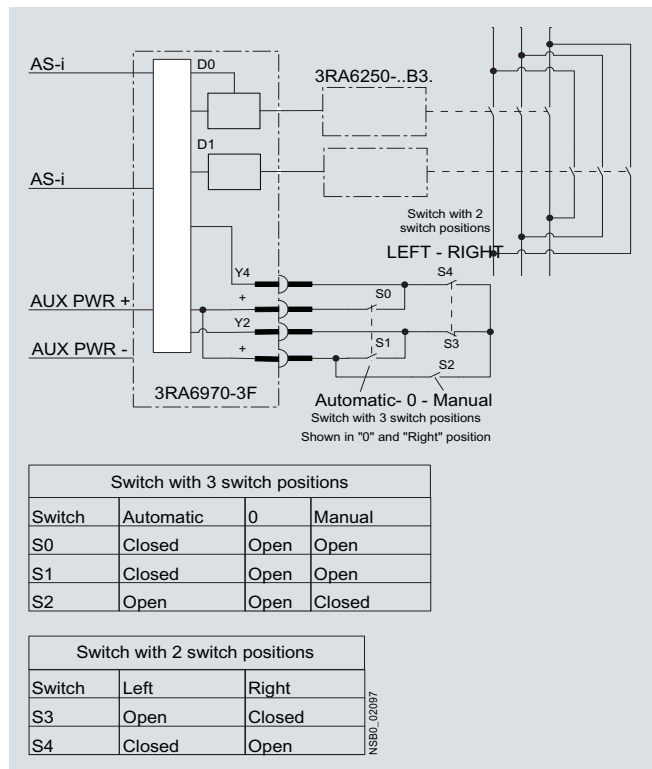 AS-i
D0
3RA6250-..B3.
D1
AS-i
Switch with 2
switch positions
LEFT - RIGHT
Y4
S4
AUX PWR +
+
S0
Y2
AUX PWR -
+
S1
S3
S2
3RA6970-3F
Automatic- 0 - Manual
Switch with 3 switch positions
Shown in "0" and "Right" position
Switch with 3 switch positions
Switch Automatic 0 Manual
S0 Closed Open Open
S1 Closed Open Open
S2 Open Open Closed
Switch with 2 switch positions
Switch Left Right
S3 Open Closed
S4 Closed Open
NSB0_02097